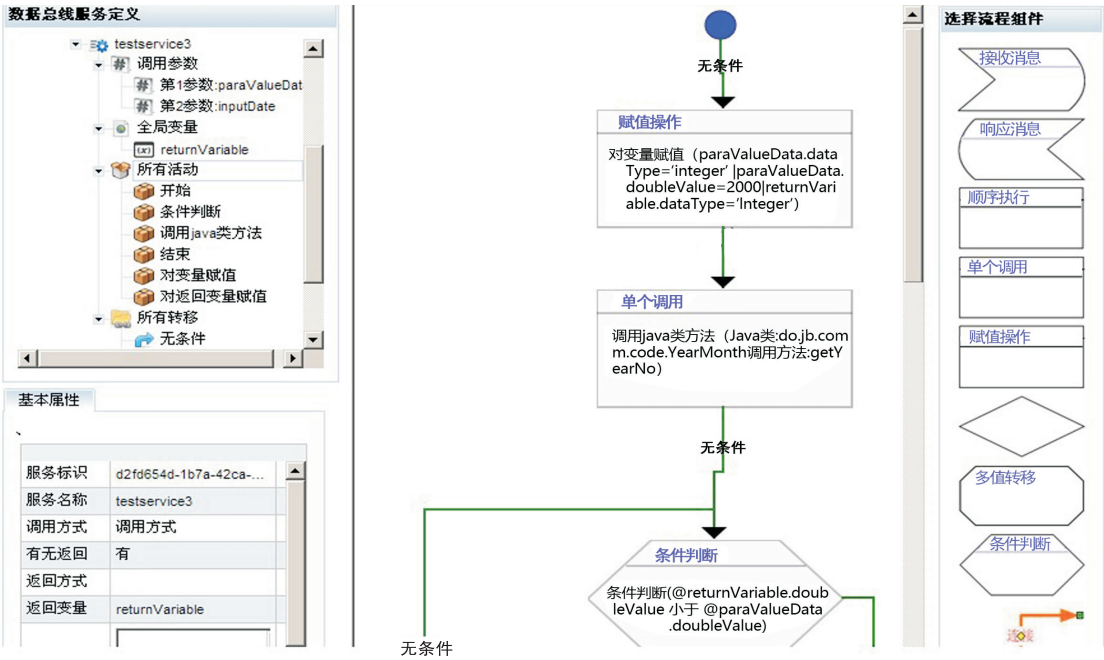 数据总线服务定义
testservice3
调用参数
第1参数:paraValueDat
第2参数:inputDate
全局变量
(x) returnVariable
所有活动
开始
条件判断
调用java类方法
结束
对变量赋值
对返回变量赋值
所有转移
无条件
基本属性
服务标识 d2fd654d-1b7a-42ca-...
服务名称 testservice3
调用方式 调用方式
有无返回 有
返回方式
返回变量 returnVariable
无条件
赋值操作
对变量赋值（paraValueData.data
Type='integer' |paraValueData.
doubleValue=2000|returnVari
able.dataType='Integer'）
单个调用
调用java类方法（Java类:do.jb.com
m.code.YearMonth调用方法:getY
earNo）
无条件
条件判断
条件判断(@returnVariable.doub
leValue 小于 @paraValueData
.doubleValue)
无条件
选择流程组件
接收消息
响应消息
顺序执行
单个调用
赋值操作
多值转移
条件判断
连接